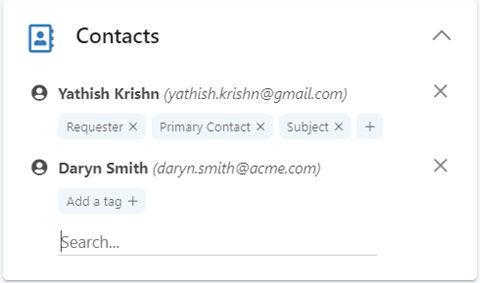 Contacts
Yathish Krishn (yathish.krishn@gmail.com)
Requester × Primary Contact × Subject × +
Daryn Smith (daryn.smith@acme.com)
Add a tag +
Search...